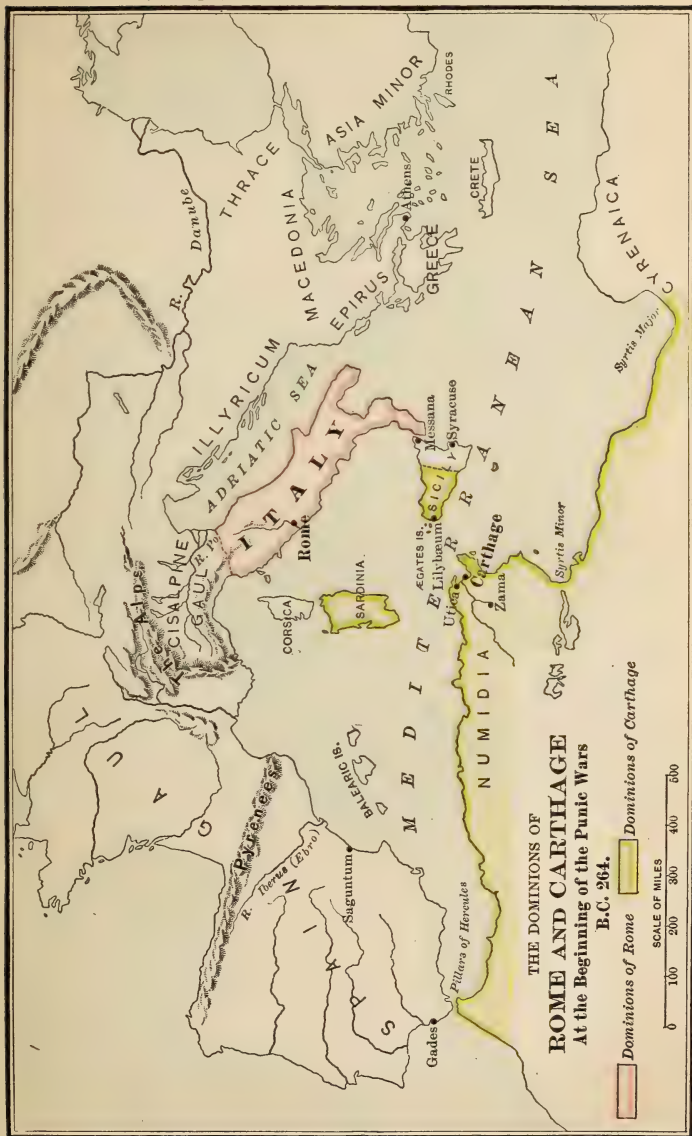 THE DOMINIONS OF
ROME AND CARTHAGE
At the Beginning of the Punic Wars
B.C. 264.
Dominions of Rome
Dominions of Carthage
SCALE OF MILES
0 100 200 300 400 500
GAUL
The Alps
CISALPINE
GAUL
R. Po
R. Danube
THRACE
ILLYRICUM
MACEDONIA
ADRIATIC SEA
EPIRUS
ASIA MINOR
ITALY
Rome
GREECE
Athens
RHODES
CRETE
CORSICA
SARDINIA
Pyrenees
R. Iberus (Ebro)
SPAIN
Saguntum
BALEARIC IS.
Gades
Pillars of Hercules
MEDITERRANEAN SEA
ÆGATES IS.
Lilybœum
SICILY
Messana
Syracuse
Utica
Carthage
Zama
NUMIDIA
Syrtis Minor
Syrtis Major
CYRENAICA